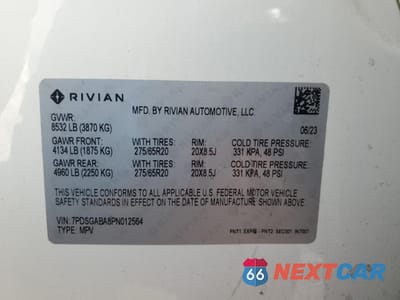 RIVIAN
MFD. BY RIVIAN AUTOMOTIVE, LLC.
06/23
GVWR:
8532 LB (3870 KG)
GAWR FRONT: WITH TIRES: RIM: COLD TIRE PRESSURE:
4134 LB (1875 KG) 275/65R20 20X8.5J 331 KPA, 48 PSI
GAWR REAR: WITH TIRES: RIM: COLD TIRE PRESSURE:
4960 LB (2250 KG) 275/65R20 20X8.5J 331 KPA, 48 PSI
THIS VEHICLE CONFORMS TO ALL APPLICABLE U.S. FEDERAL MOTOR VEHICLE
SAFETY AND THEFT PREVENTION STANDARDS IN EFFECT ON THE DATE OF
MANUFACTURE SHOWN ABOVE.
VIN: 7PDSGABA8PN012564
TYPE: MPV
66 NEXTCAR